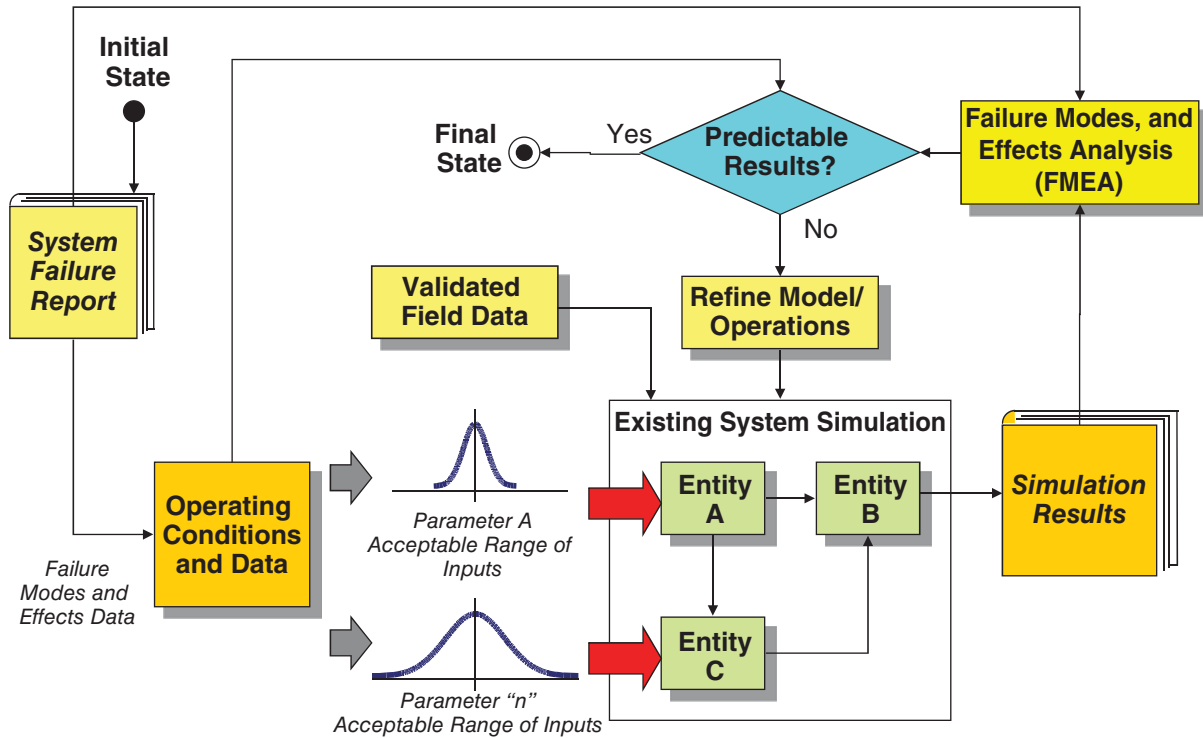 Initial
State
Final
State
Yes
Predictable
Results?
No
Failure Modes, and
Effects Analysis
(FMEA)
System
Failure
Report
Validated
Field Data
Refine Model/
Operations
Existing System Simulation
Entity
A
Entity
B
Entity
C
Simulation
Results
Operating
Conditions
and Data
Parameter A
Acceptable Range of
Inputs
Failure
Modes and
Effects Data
Parameter “n”
Acceptable Range of Inputs